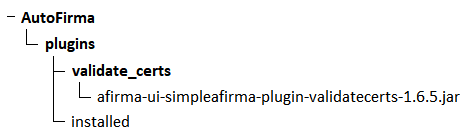 AutoFirma
plugins
validate_certs
afirma-ui-simpleafirma-plugin-validatecerts-1.6.5.jar
installed